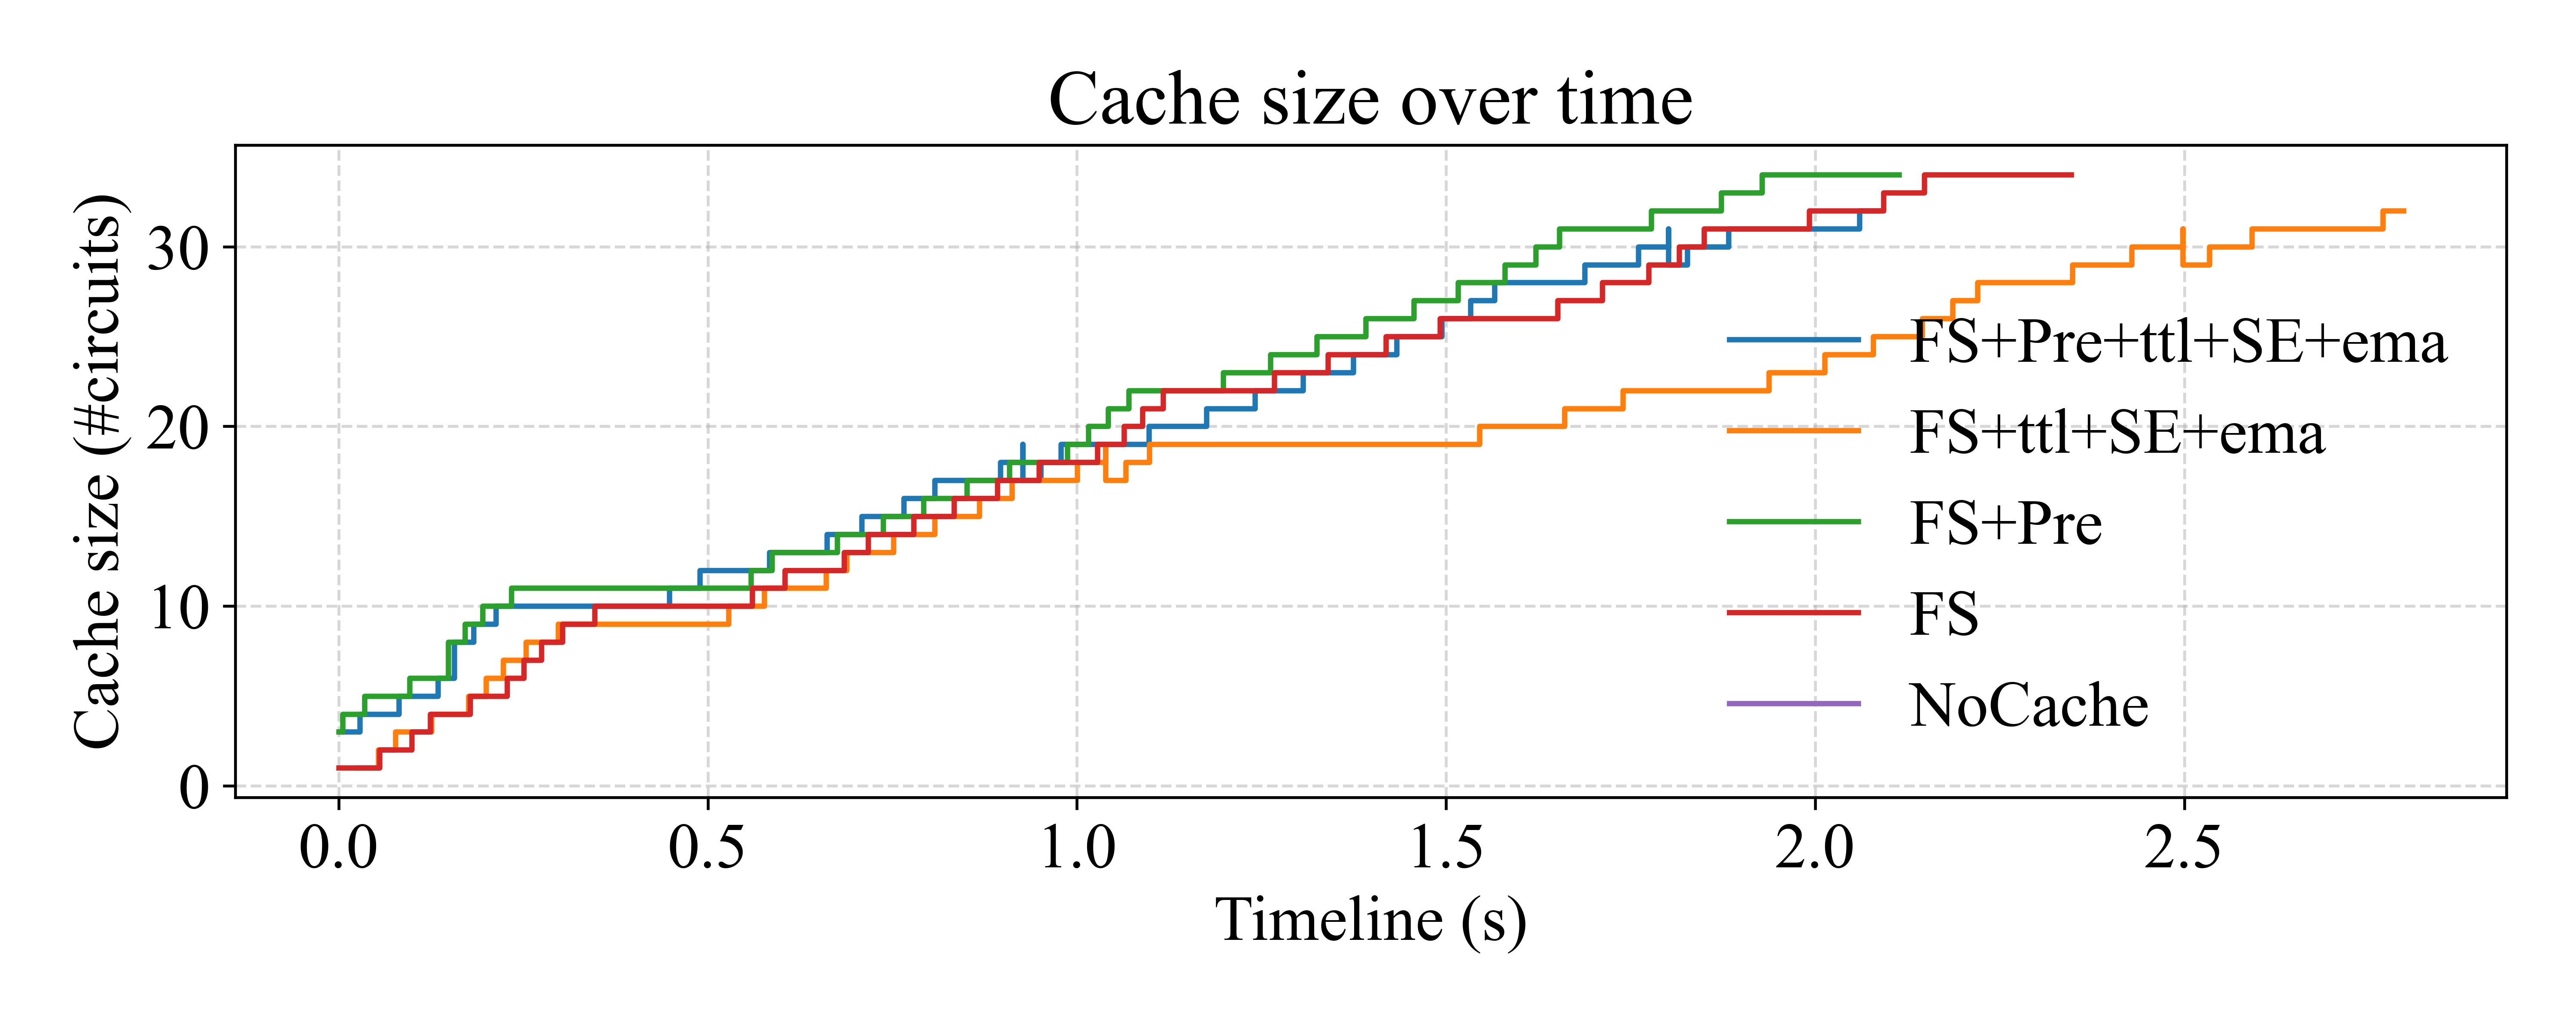 Cache size over time
Cache size (#circuits)
30
20
10
0
FS+Pre+ttl+SE+ema
FS+ttl+SE+ema
FS+Pre
FS
NoCache
0.0 0.5 1.0 1.5 2.0 2.5
Timeline (s)